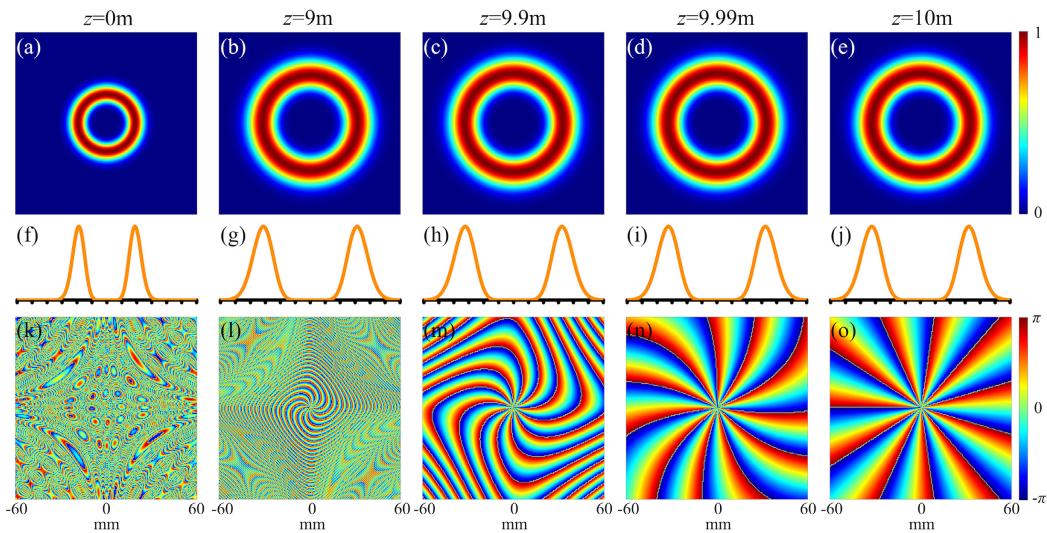 z=0m z=9m z=9.9m z=9.99m z=10m
(a) (b) (c) (d) (e) 1
0
(f) (g) (h) (i) (j)
(k) (l) (m) (n) (o) π
0
-π
-60 0 60 -60 0 60 -60 0 60 -60 0 60 -60 0 60
mm mm mm mm mm